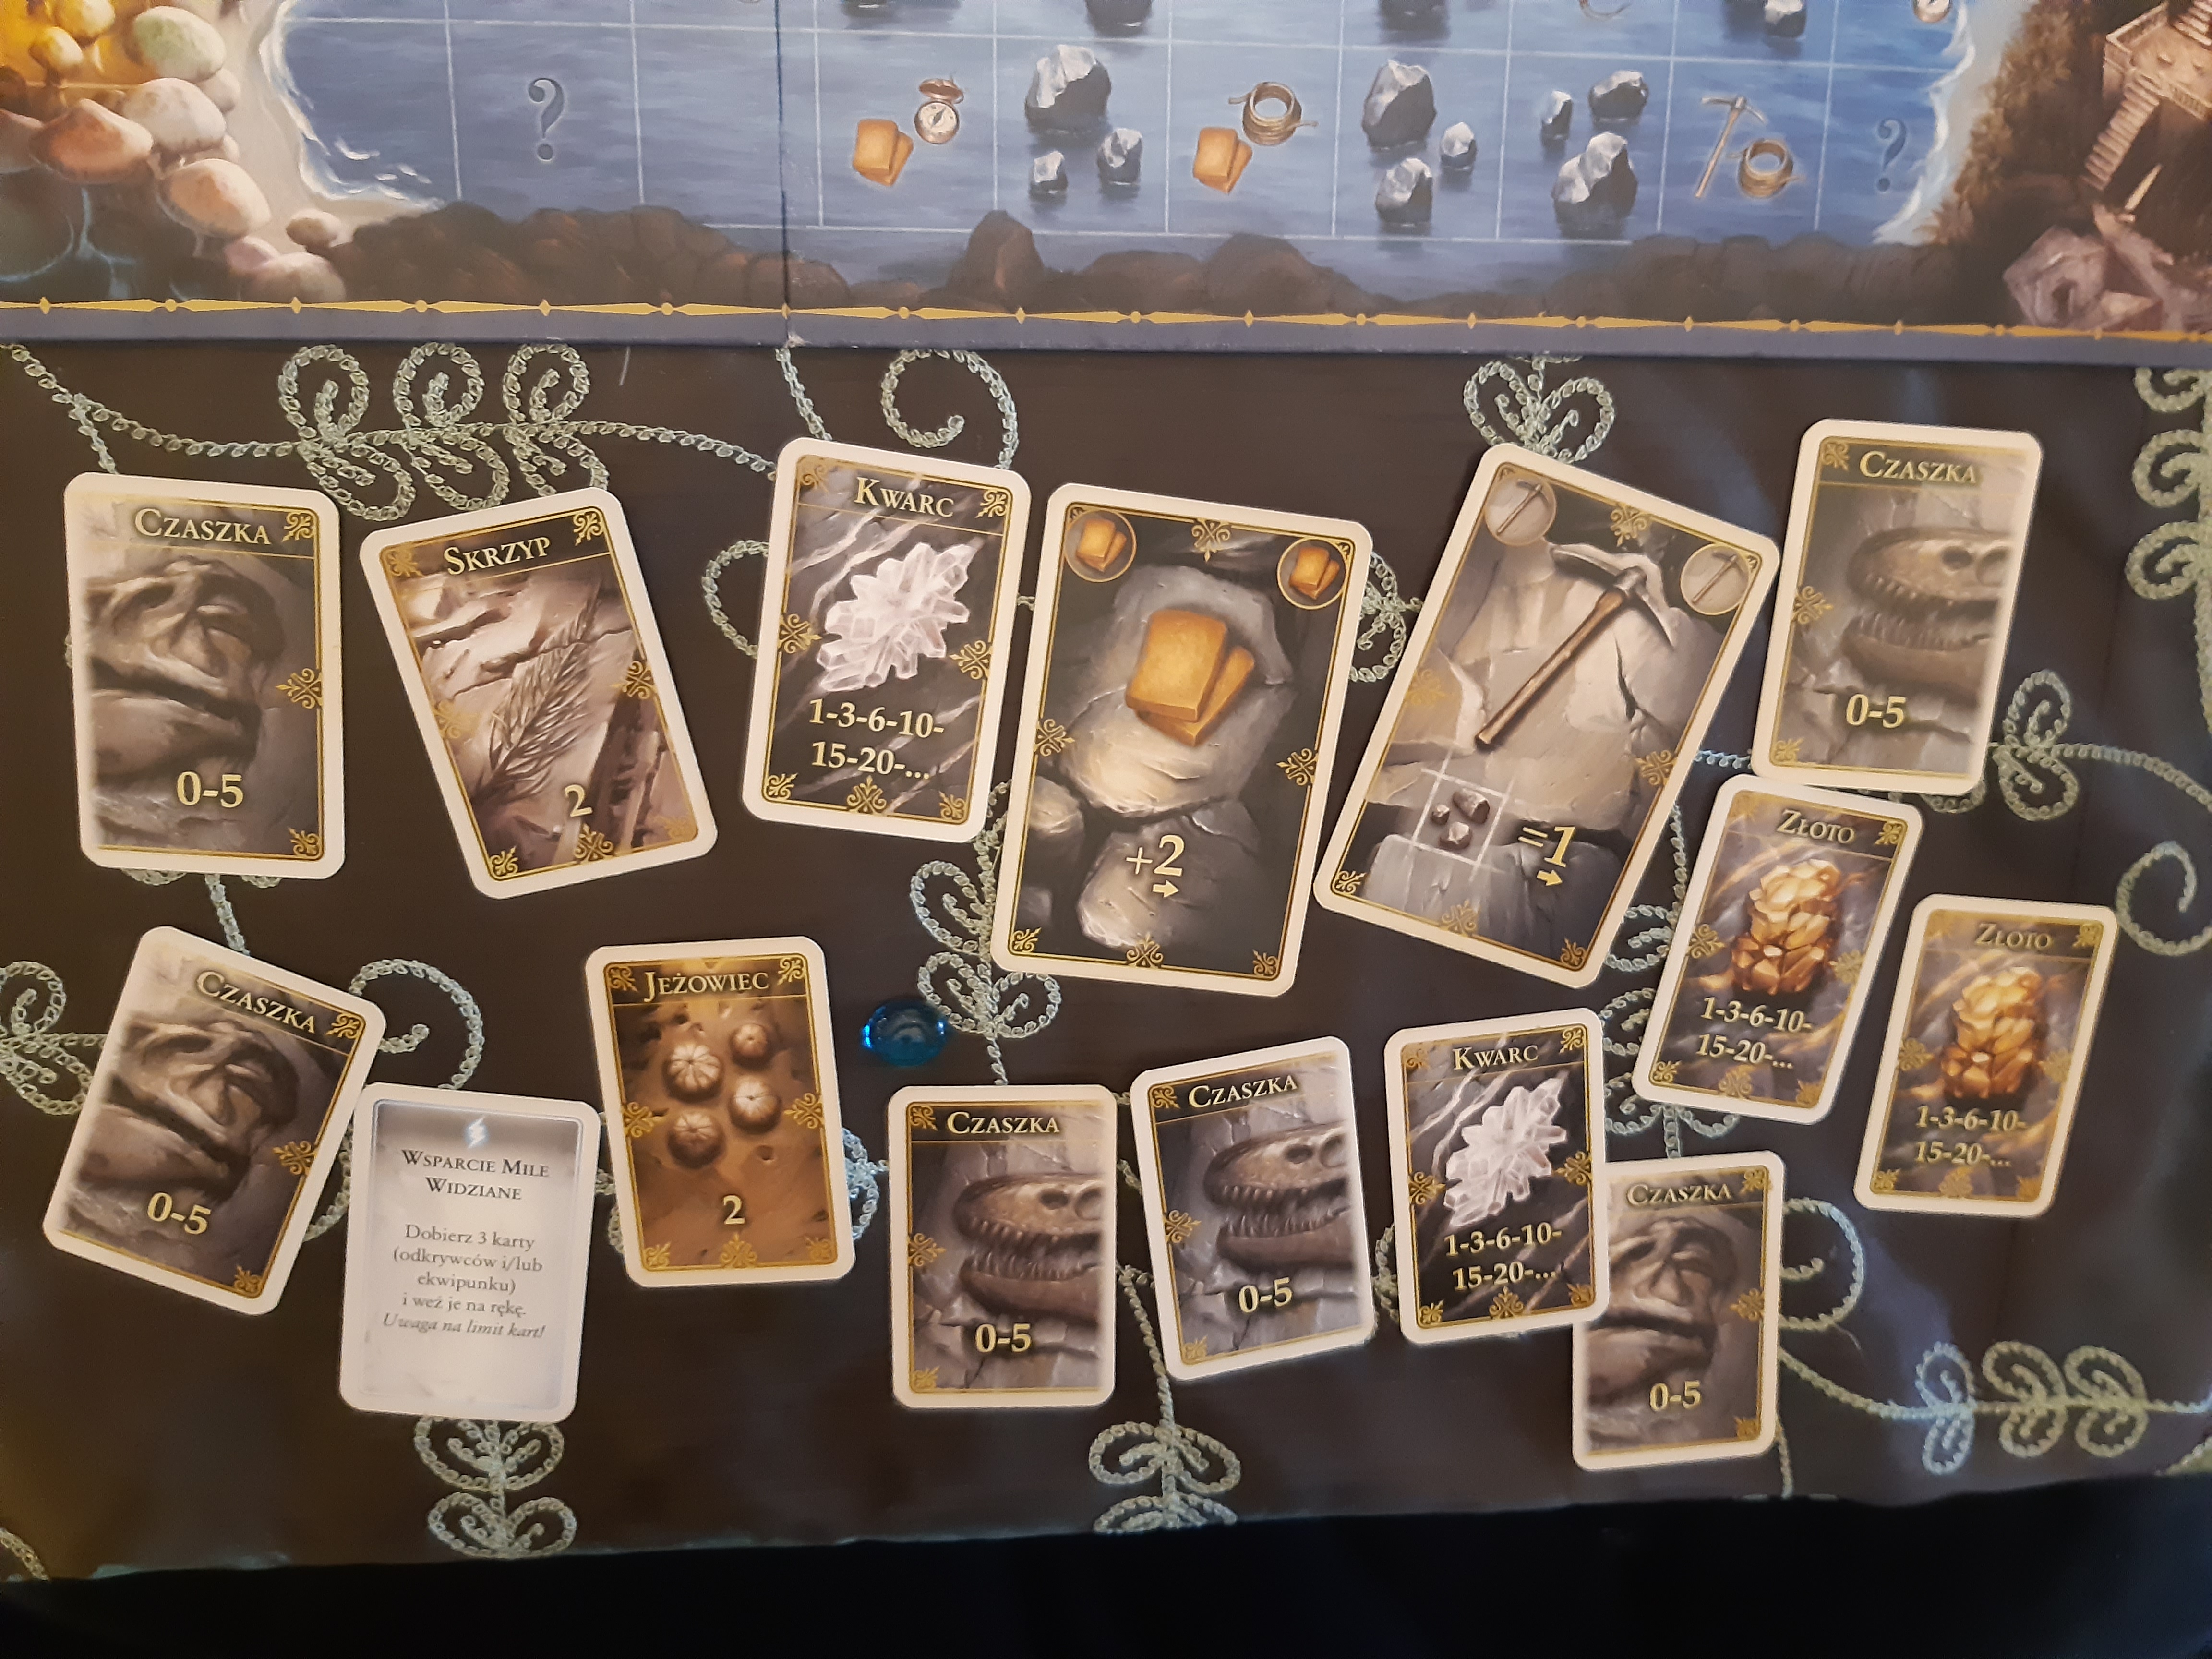 ?
?
CZASZKA
0-5
SKRZYP
2
KWARC
1-3-6-10-
15-20-...
+2
=1
CZASZKA
0-5
ZŁOTO
1-3-6-10-
15-20-...
ZŁOTO
1-3-6-10-
15-20-...
CZASZKA
0-5
WSPARCIE MILE
WIDZIANE
Dobierz 3 karty
(odkrywców i/lub
ekwipunku)
i weź je na rękę.
Uwaga na limit kart!
JEŻOWIEC
2
CZASZKA
0-5
CZASZKA
0-5
KWARC
1-3-6-10-
15-20-...
CZASZKA
0-5